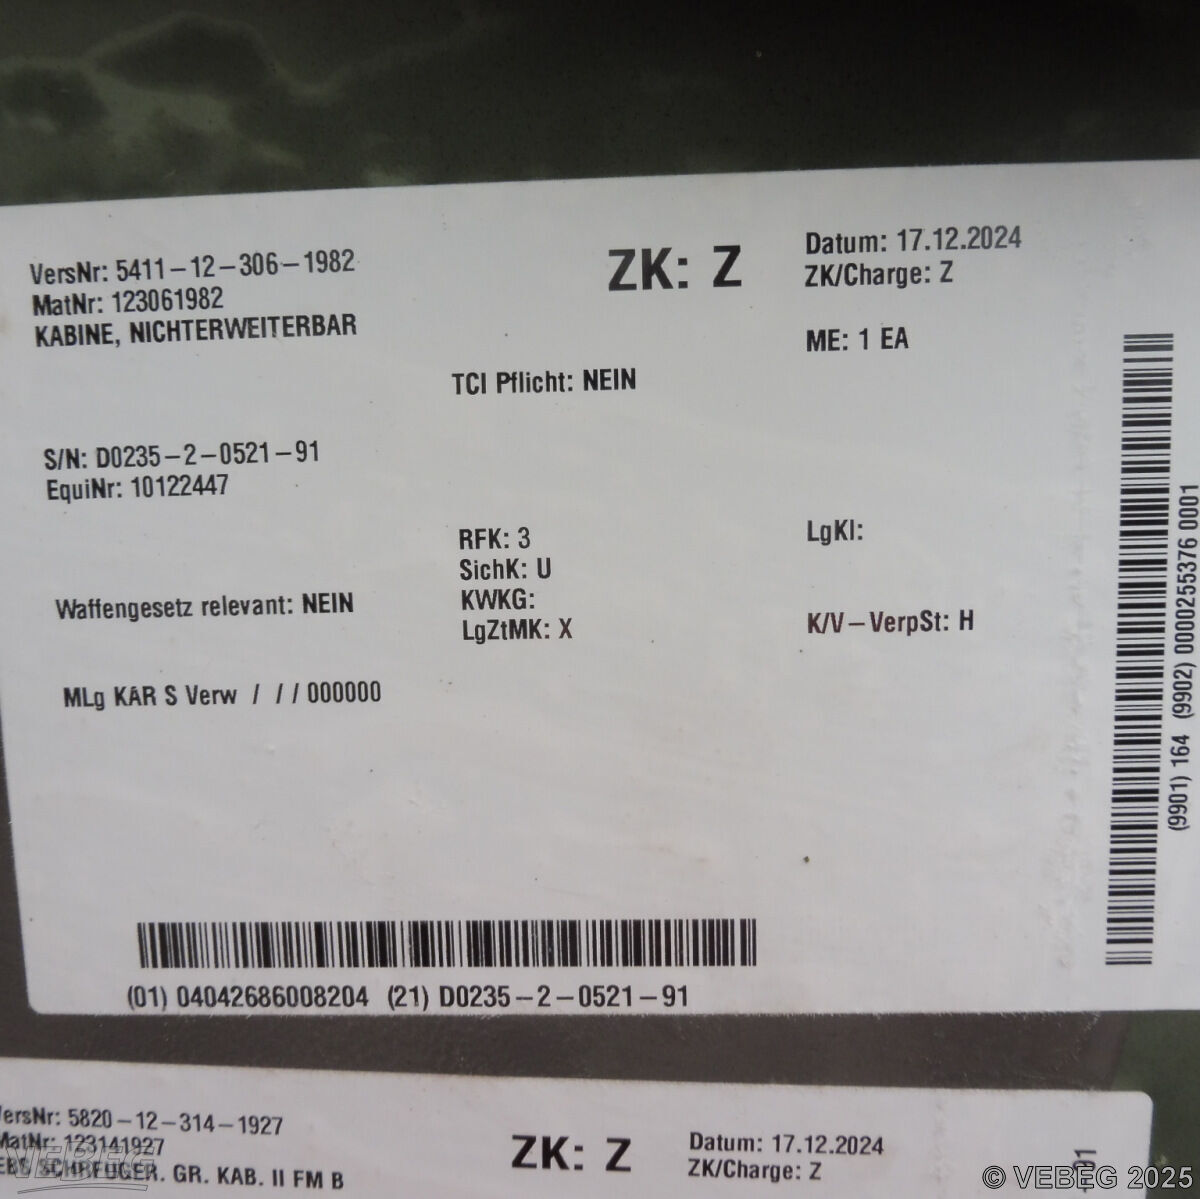 VersNr: 5411-12-306-1982
MatNr: 123061982
KABINE, NICHTERWEITERBAR
ZK: Z
Datum: 17.12.2024
ZK/Charge: Z
ME: 1 EA
TCI Pflicht: NEIN
S/N: D0235-2-0521-91
EquiNr: 10122447
RFK: 3
SichK: U
KWKG:
LgZtMK: X
LgKl:
Waffengesetz relevant: NEIN
K/V-VerpSt: H
MLg KAR S Verw / / / 000000
(01) 04042686008204 (21) D0235-2-0521-91
(9901) 164 (9902) 0000255376 0001
VersNr: 5820-12-314-1927
MatNr: 123141927
GR. KAB. II FM B
ZK: Z
Datum: 17.12.2024
ZK/Charge: Z
VEBEG
© VEBEG 2025